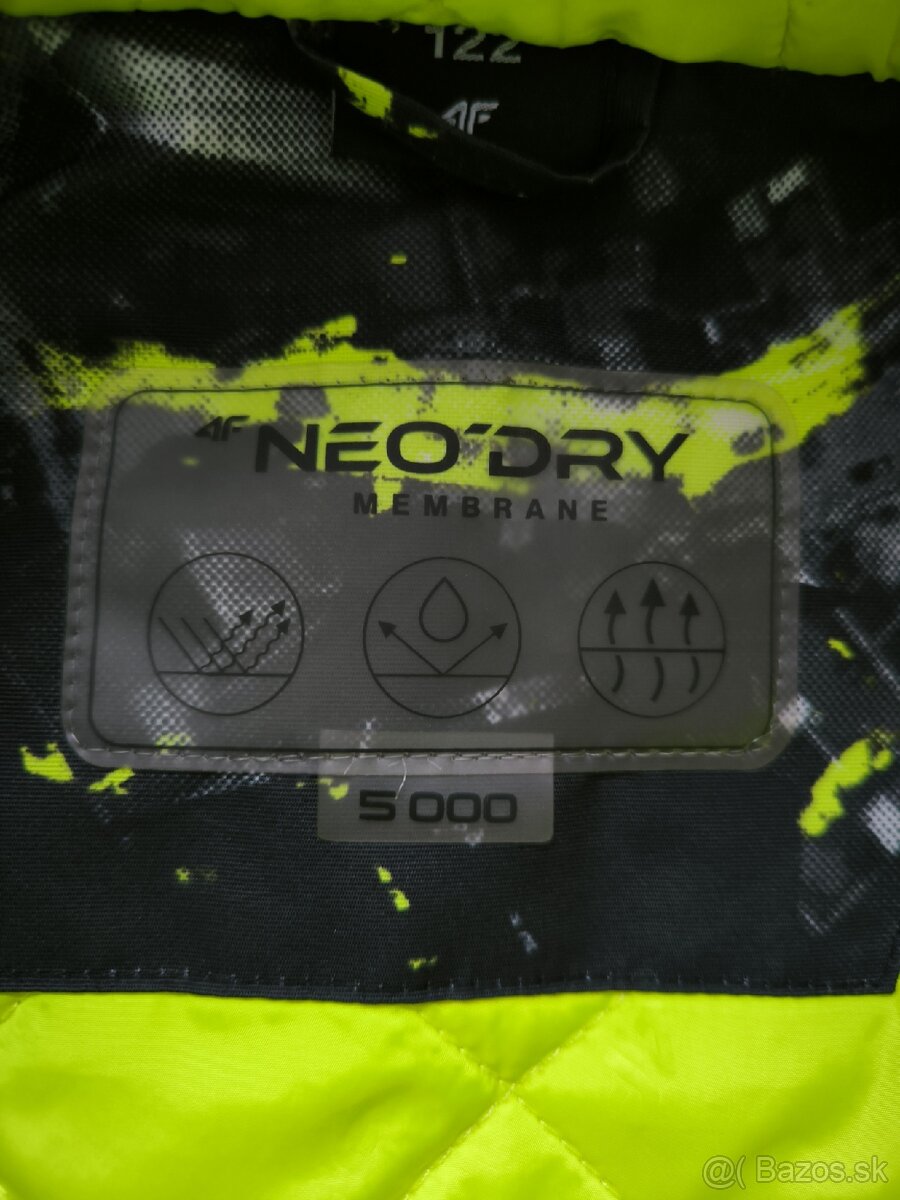 122
4F
4F NEO'DRY
MEMBRANE
5 000
@( Bazos.sk